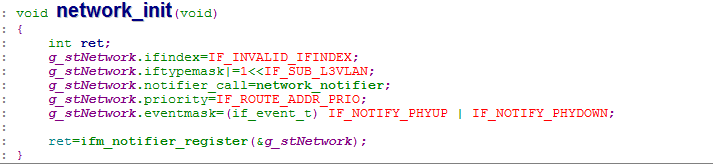 : void network_init(void)
: {
:     int ret;
:     g_stNetwork.ifindex=IF_INVALID_IFINDEX;
:     g_stNetwork.iftypemask|=1<<IF_SUB_L3VLAN;
:     g_stNetwork.notifier_call=network_notifier;
:     g_stNetwork.priority=IF_ROUTE_ADDR_PRIO;
:     g_stNetwork.eventmask=(if_event_t) IF_NOTIFY_PHYUP | IF_NOTIFY_PHYDOWN;
:
:     ret=ifm_notifier_register(&g_stNetwork);
: }